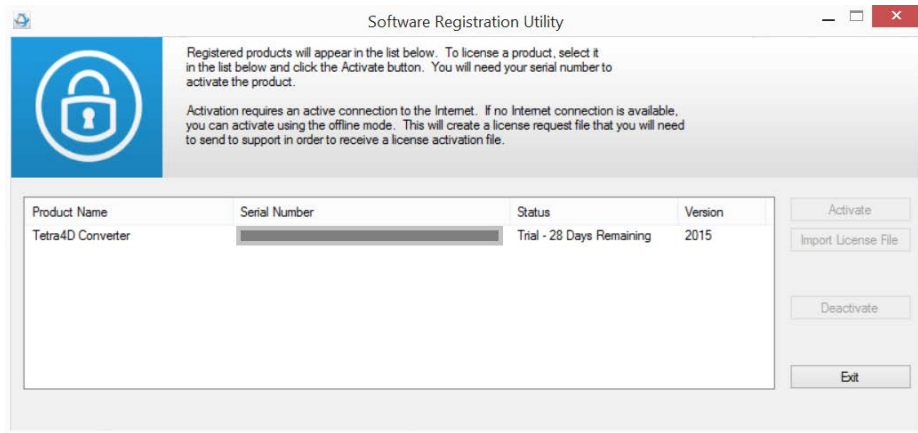 Software Registration Utility
Registered products will appear in the list below. To license a product, select it
in the list below and click the Activate button. You will need your serial number to
activate the product.
Activation requires an active connection to the Internet. If no Internet connection is available,
you can activate using the offline mode. This will create a license request file that you will need
to send to support in order to receive a license activation file.
Product Name Serial Number Status Version
Tetra4D Converter Trial - 28 Days Remaining 2015
Activate
Import License File
Deactivate
Exit